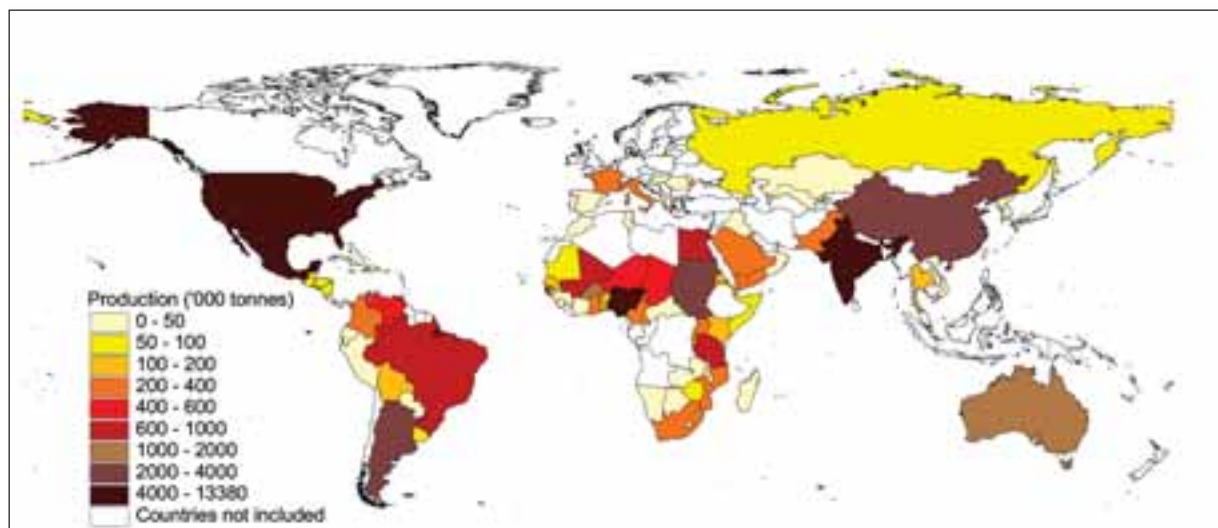 Production ('000 tonnes)
0 - 50
50 - 100
100 - 200
200 - 400
400 - 600
600 - 1000
1000 - 2000
2000 - 4000
4000 - 13380
Countries not included